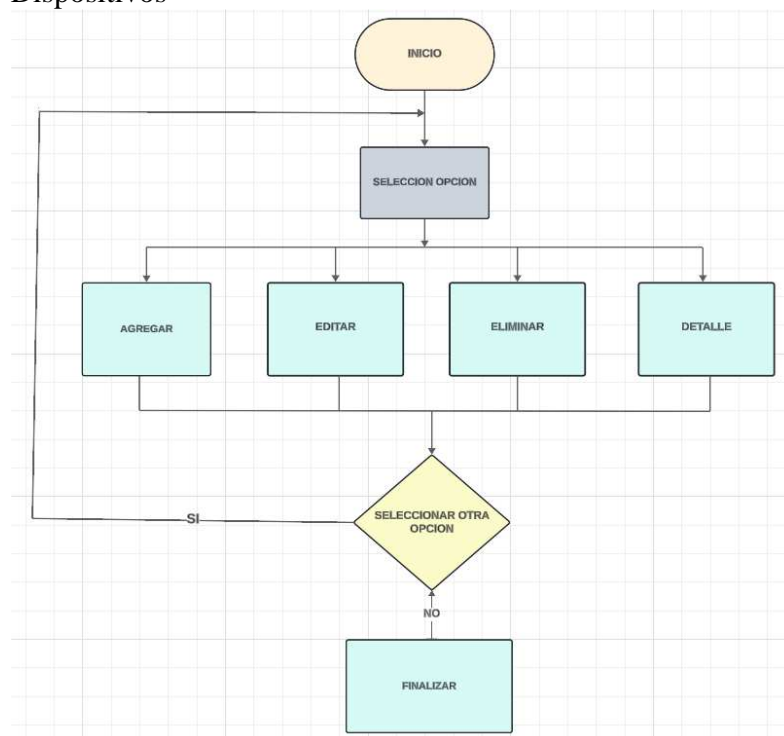 Dispositivos
INICIO
SELECCION OPCION
AGREGAR
EDITAR
ELIMINAR
DETALLE
SELECCIONAR OTRA
OPCION
SI
NO
FINALIZAR